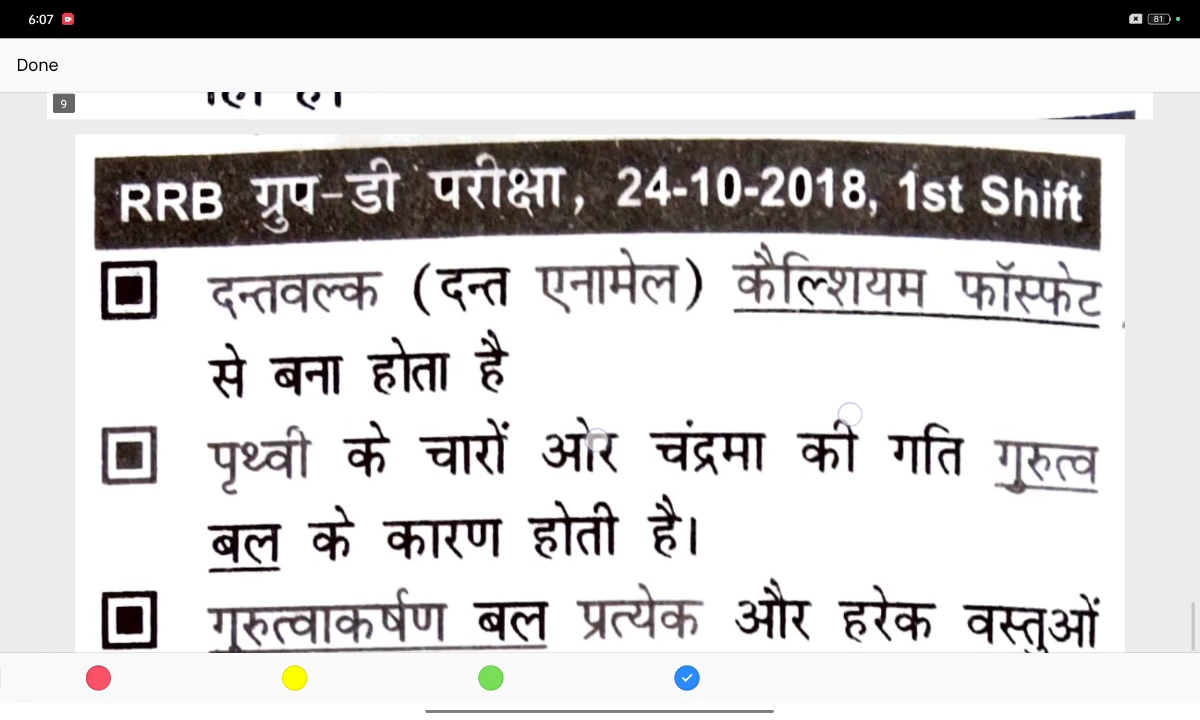 6:07
81
Done
9
RRB ग्रुप-डी परीक्षा, 24-10-2018, 1st Shift
दन्तवल्क (दन्त एनामेल) कैल्शियम फॉस्फेट
से बना होता है
पृथ्वी के चारों ओर चंद्रमा की गति गुरुत्व
बल के कारण होती है।
गुरुत्वाकर्षण बल प्रत्येक और हरेक वस्तुओं